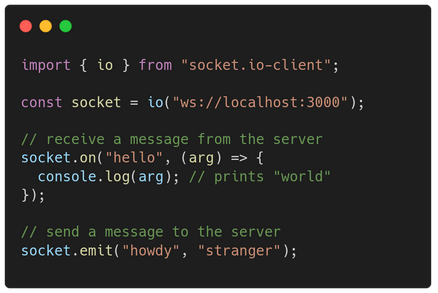 import { io } from "socket.io-client";
const socket = io("ws://localhost:3000");
// receive a message from the server
socket.on("hello", (arg) => {
  console.log(arg); // prints "world"
});
// send a message to the server
socket.emit("howdy", "stranger");